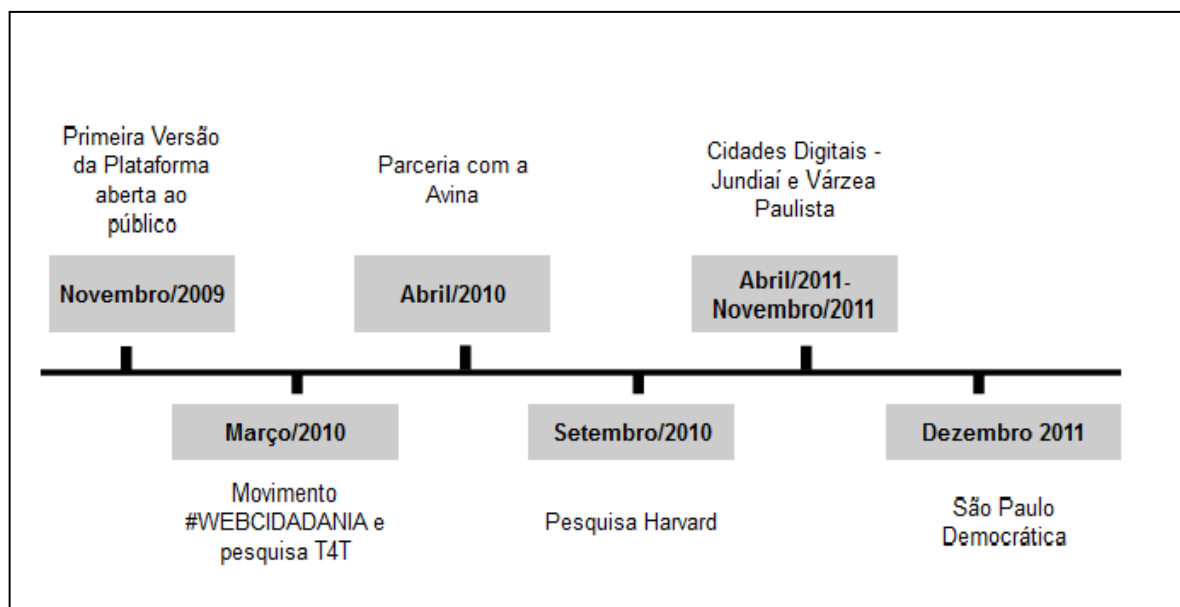 Primeira Versão
da Plataforma
aberta ao
público
Novembro/2009
Março/2010
Movimento
#WEBCIDADANIA e
pesquisa T4T
Parceria com a
Avina
Abril/2010
Setembro/2010
Pesquisa Harvard
Cidades Digitais -
Jundiaí e Várzea
Paulista
Abril/2011-
Novembro/2011
Dezembro 2011
São Paulo
Democrática